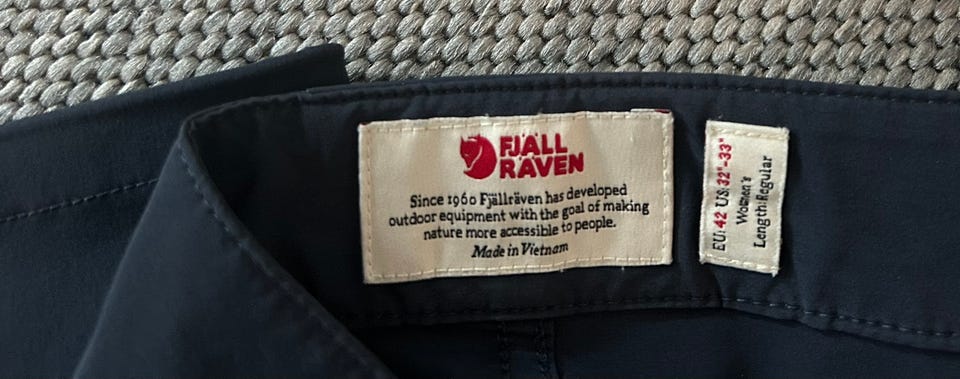 FJÄLL
RÄVEN
Since 1960 Fjällräven has developed
outdoor equipment with the goal of making
nature more accessible to people.
Made in Vietnam
EU: 42 US: 32"-33"
Women's
Length: Regular